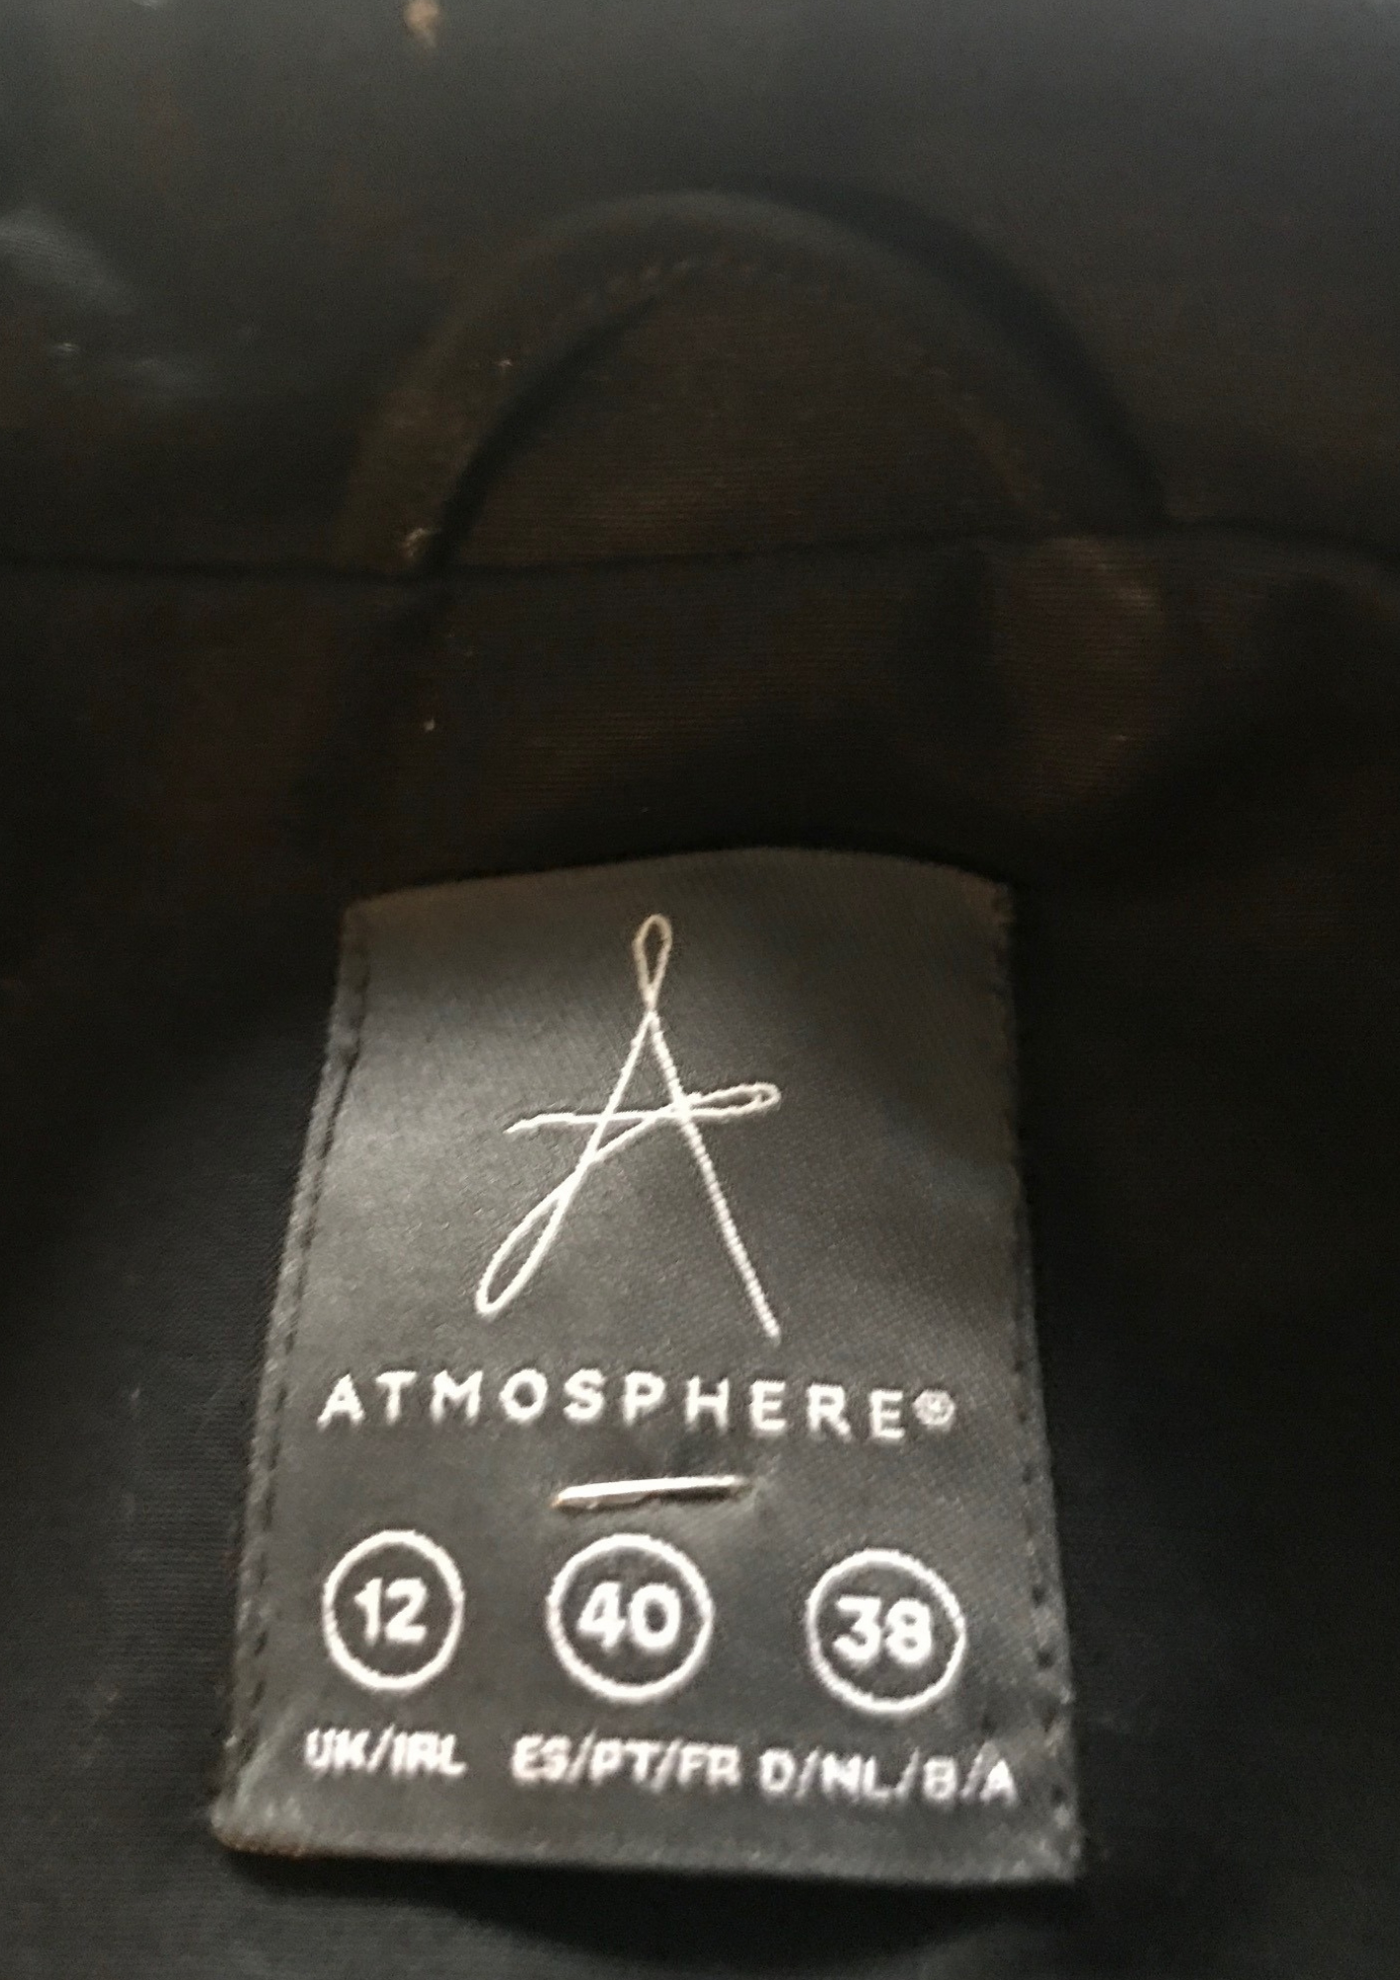 A
ATMOSPHERE®
12 40 38
UK/IRL ES/PT/FR D/NL/B/A